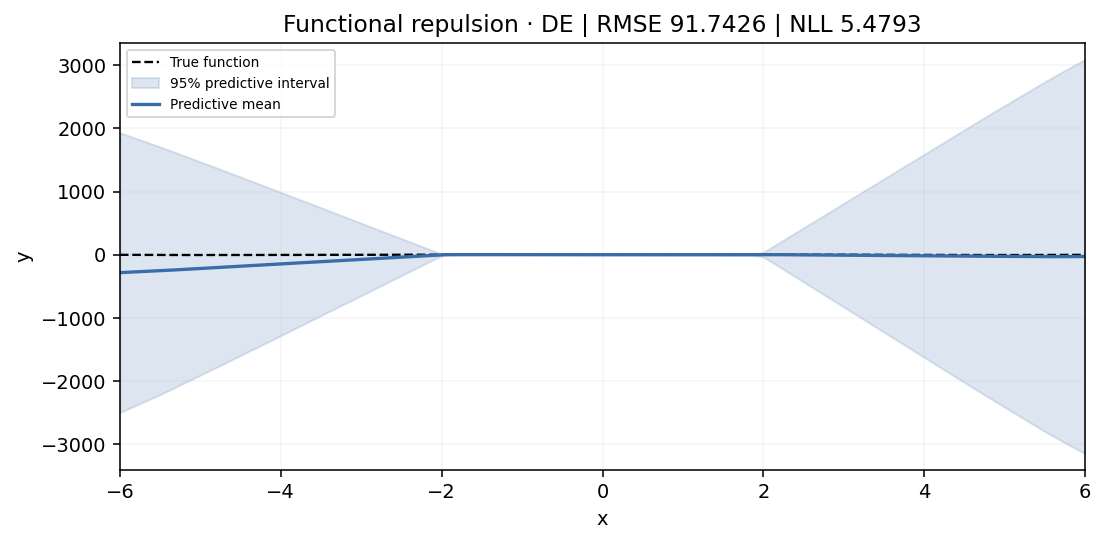 Functional repulsion · DE | RMSE 91.7426 | NLL 5.4793
True function
95% predictive interval
Predictive mean
3000
2000
1000
0
−1000
−2000
−3000
y
−6
−4
−2
0
2
4
6
x